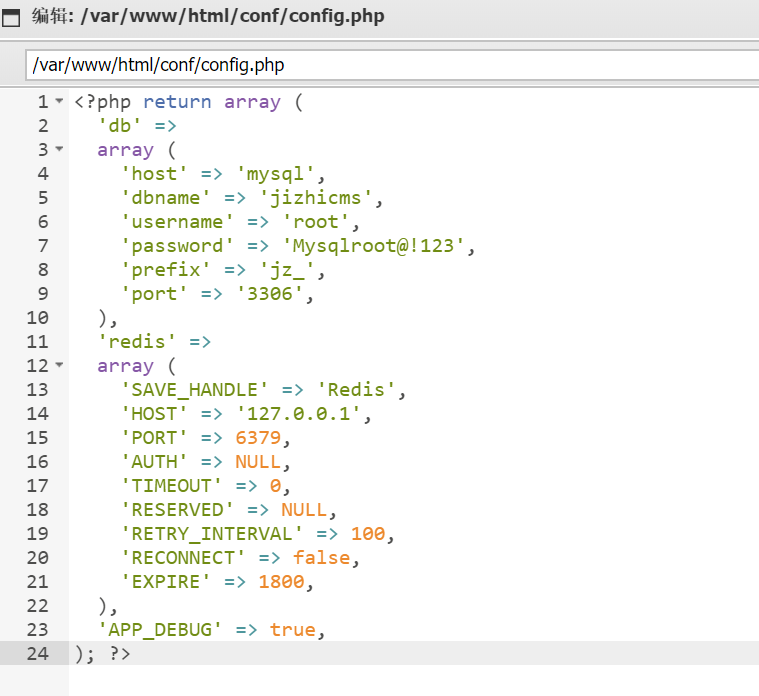 编辑: /var/www/html/conf/config.php
/var/www/html/conf/config.php
1 <?php return array (
2 'db' =>
3 array (
4 'host' => 'mysql',
5 'dbname' => 'jizhicms',
6 'username' => 'root',
7 'password' => 'Mysqlroot@!123',
8 'prefix' => 'jz_',
9 'port' => '3306',
10 ),
11 'redis' =>
12 array (
13 'SAVE_HANDLE' => 'Redis',
14 'HOST' => '127.0.0.1',
15 'PORT' => 6379,
16 'AUTH' => NULL,
17 'TIMEOUT' => 0,
18 'RESERVED' => NULL,
19 'RETRY_INTERVAL' => 100,
20 'RECONNECT' => false,
21 'EXPIRE' => 1800,
22 ),
23 'APP_DEBUG' => true,
24 ); ?>